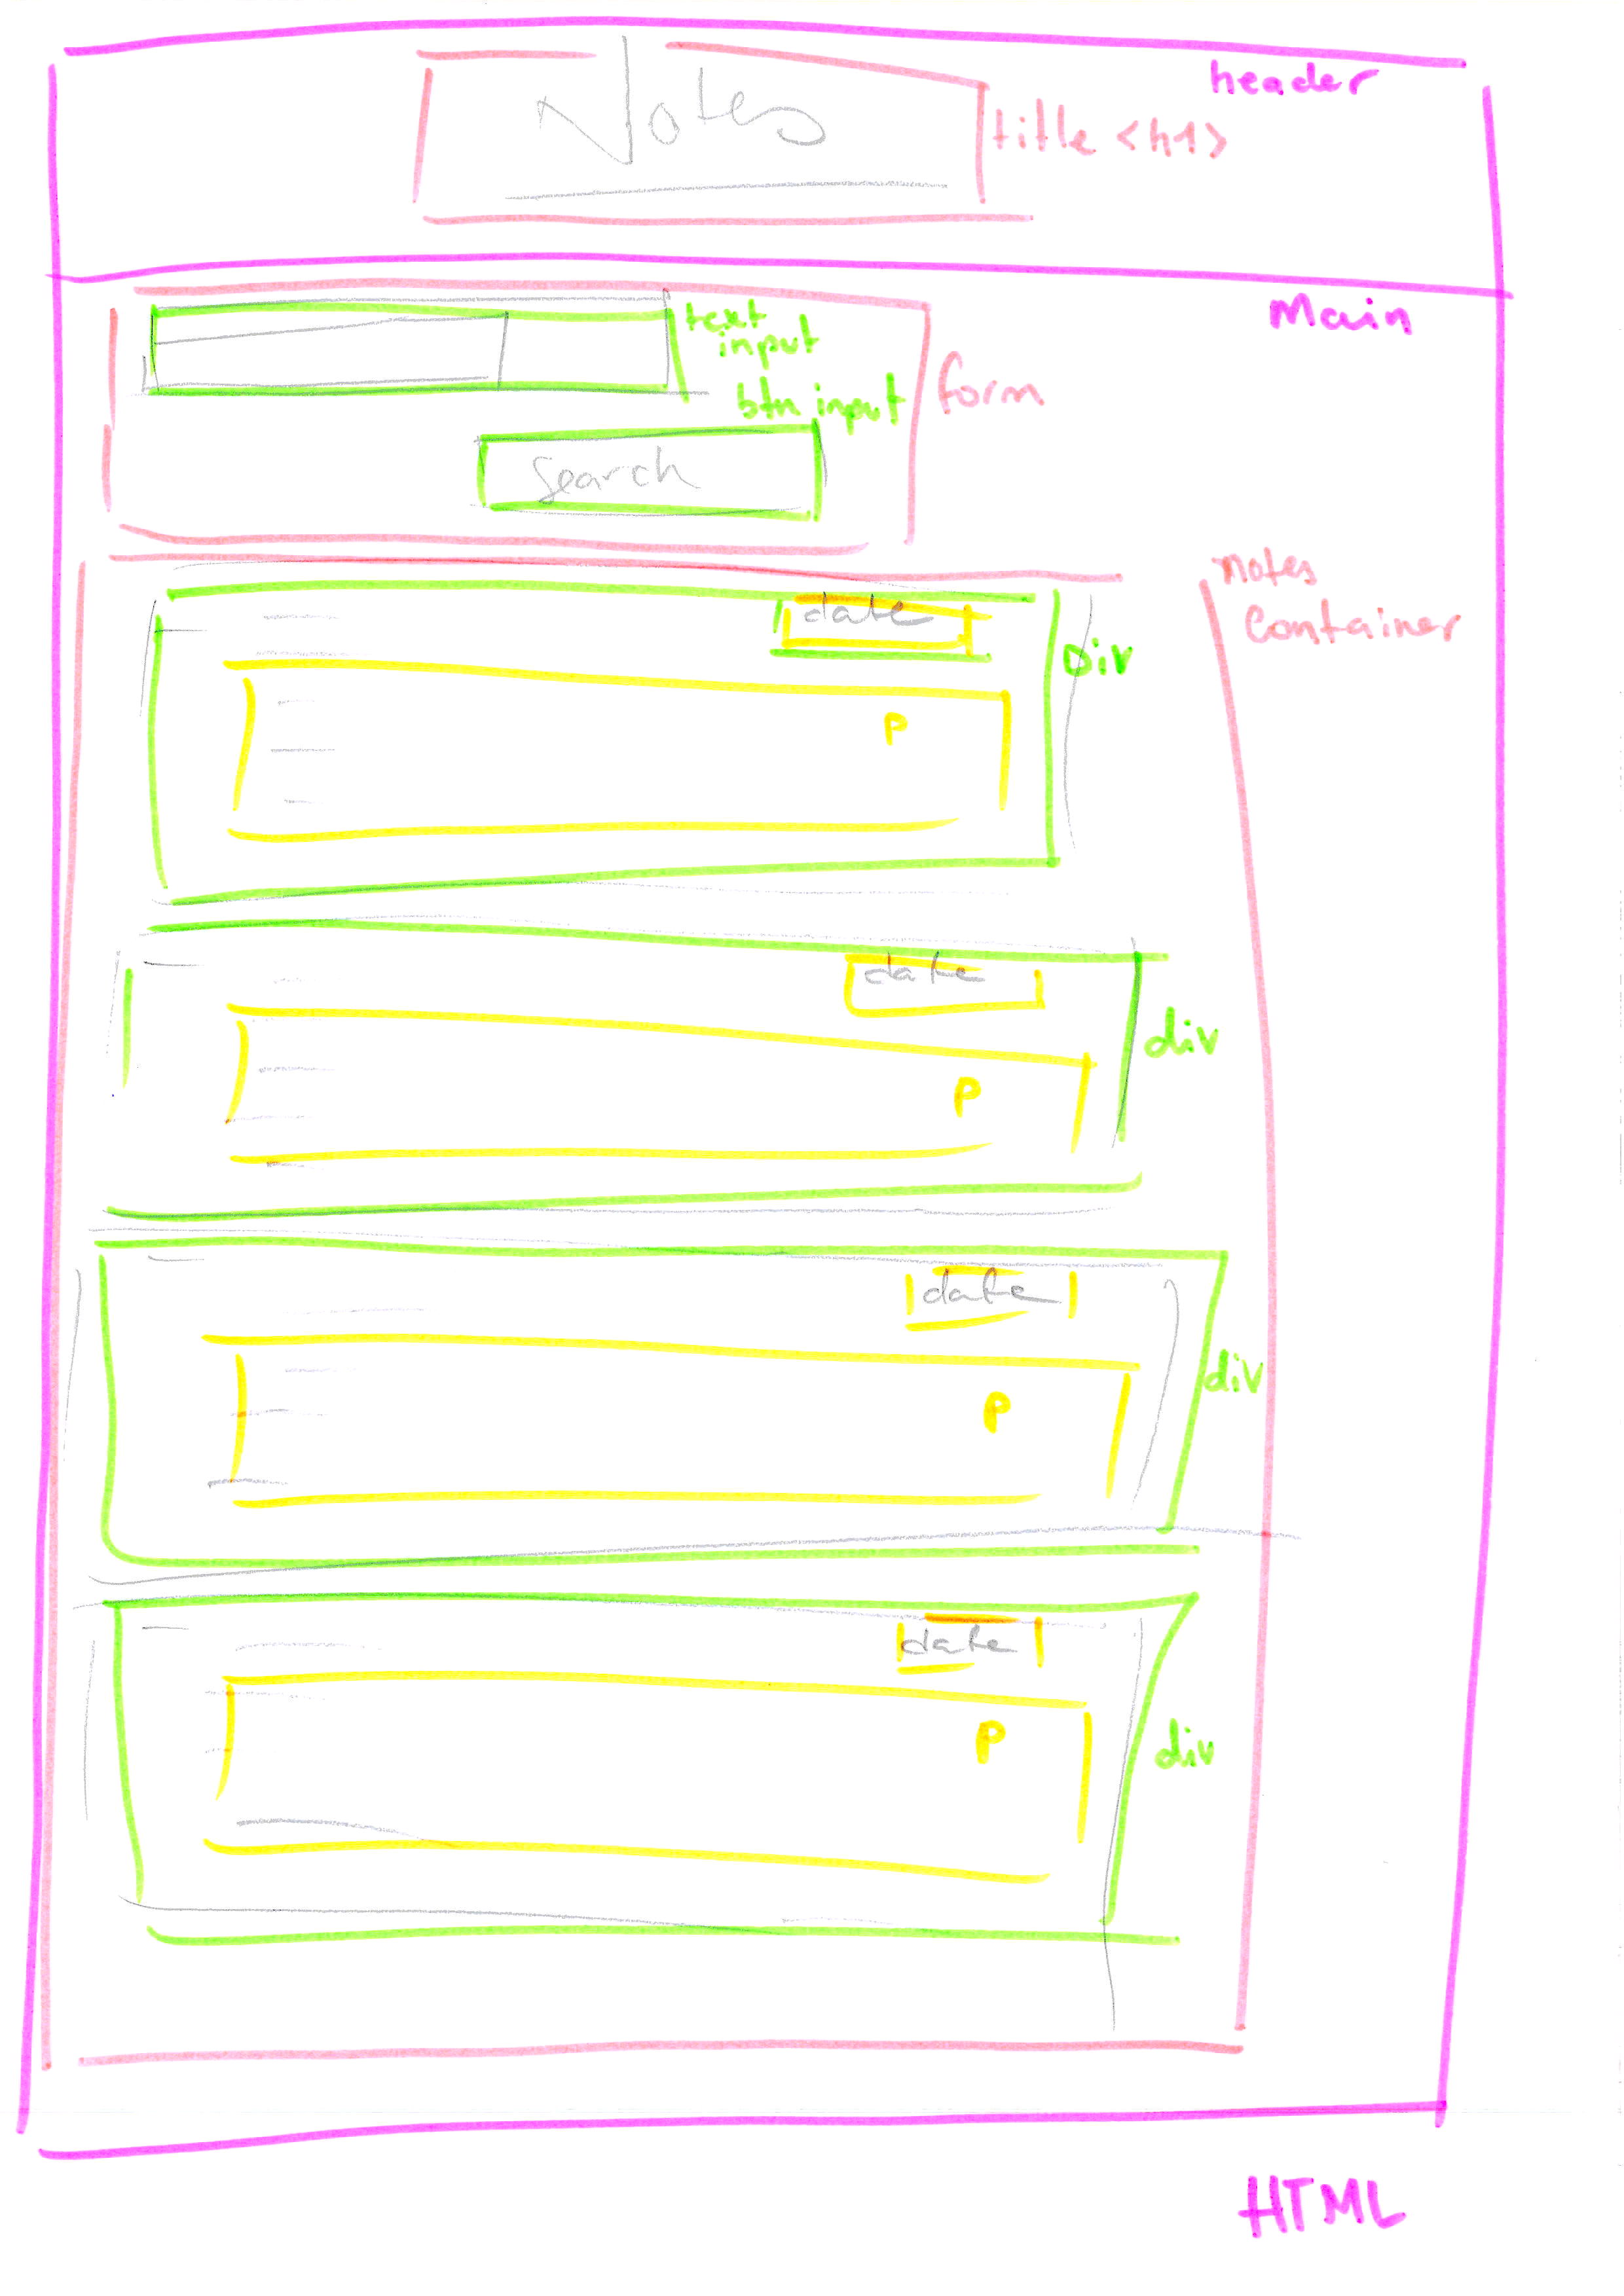 header
Notes
title <h1>
Main
text
input
btn input
form
Search
notes
Container
date
Div
P
date
div
P
date
div
P
date
P
div
HTML